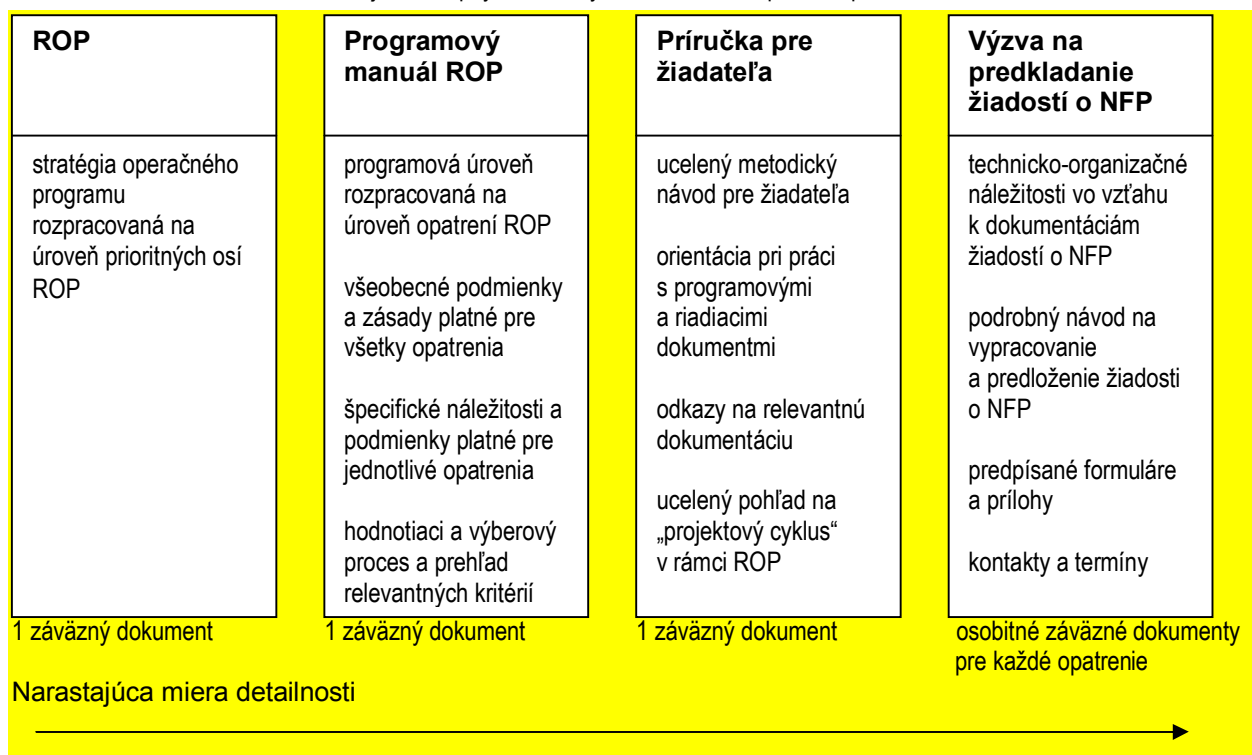 ROP
stratégia operačného
programu
rozpracovaná na
úroveň prioritných osí
ROP
1 záväzný dokument
Programový
manuál ROP
programová úroveň
rozpracovaná na
úroveň opatrení ROP
všeobecné podmienky
a zásady platné pre
všetky opatrenia
špecifické náležitosti a
podmienky platné pre
jednotlivé opatrenia
hodnotiaci a výberový
proces a prehľad
relevantných kritérií
1 záväzný dokument
Príručka pre
žiadateľa
ucelený metodický
návod pre žiadateľa
orientácia pri práci
s programovými
a riadiacimi
dokumentmi
odkazy na relevantnú
dokumentáciu
ucelený pohľad na
„projektový cyklus“
v rámci ROP
1 záväzný dokument
Výzva na
predkladanie
žiadostí o NFP
technicko-organizačné
náležitosti vo vzťahu
k dokumentáciám
žiadostí o NFP
podrobný návod na
vypracovanie
a predloženie žiadosti
o NFP
predpísané formuláre
a prílohy
kontakty a termíny
osobitné záväzné dokumenty
pre každé opatrenie
Narastajúca miera detailnosti